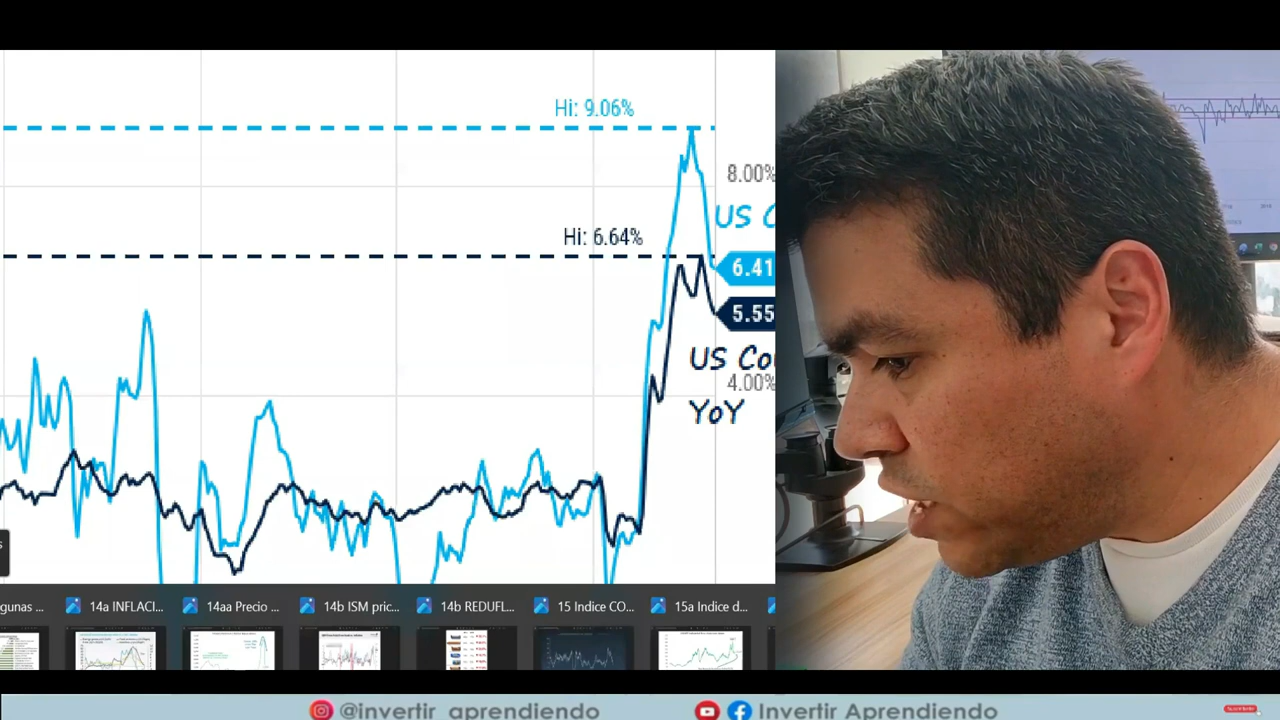 Hi: 9.06%
8.00%
US C
Hi: 6.64%
6.41
5.55
US Co
4.00%
YoY
s
gunas ...
14a INFLACI...
14aa Precio ...
14b ISM pric...
14b REDUFL...
15 Indice CO...
15a Indice d...
@invertir_aprendiendo
Invertir Aprendiendo